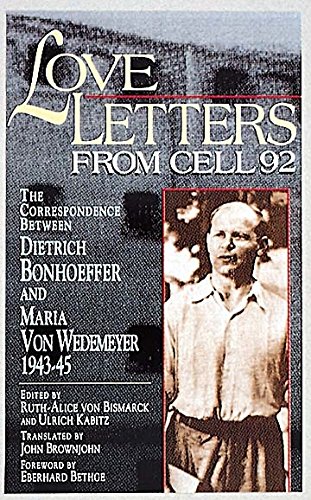 LOVE
LETTERS
FROM CELL 92
THE
CORRESPONDENCE
BETWEEN
DIETRICH
BONHOEFFER
AND
MARIA
VON WEDEMEYER
1943-45
EDITED BY
RUTH-ALICE VON BISMARCK
AND ULRICH KABITZ
TRANSLATED BY
JOHN BROWNJOHN
FOREWORD BY
EBERHARD BETHGE